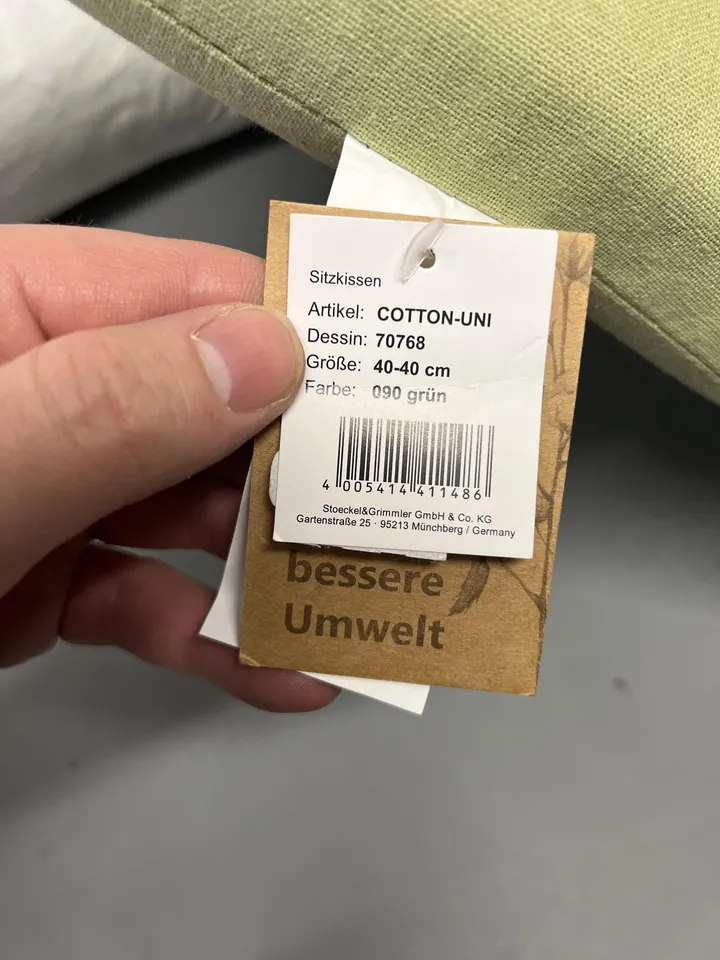 Sitzkissen
Artikel: COTTON-UNI
Dessin: 70768
Größe: 40-40 cm
Farbe: 090 grün
4 005414 411486
Stoeckel&Grimmler GmbH & Co. KG
Gartenstraße 25 · 95213 Münchberg / Germany
bessere
Umwelt